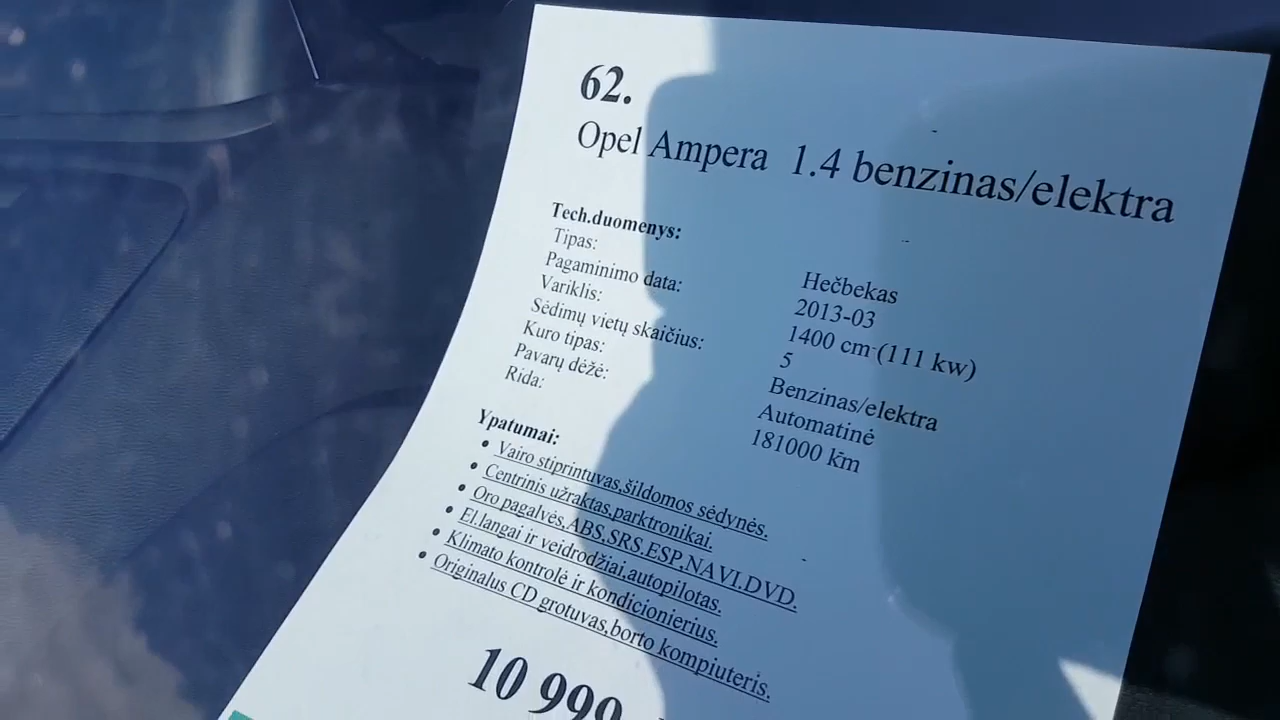 62.
Opel Ampera 1.4 benzinas/elektra
Tech.duomenys:
Tipas: Hečbekas
Pagaminimo data: 2013-03
Variklis: 1400 cm (111 kw)
Sėdimų vietų skaičius: 5
Kuro tipas: Benzinas/elektra
Pavarų dėžė: Automatinė
Rida: 181000 km
Ypatumai:
• Vairo stiprintuvas,šildomos sėdynės.
• Centrinis užraktas,parktronikai.
• Oro pagalvės,ABS,SRS,ESP,NAVI.DVD.
• El.langai ir veidrodžiai,autopilotas.
• Klimato kontrolė ir kondicionierius.
• Originalus CD grotuvas,borto kompiuteris.
10 999